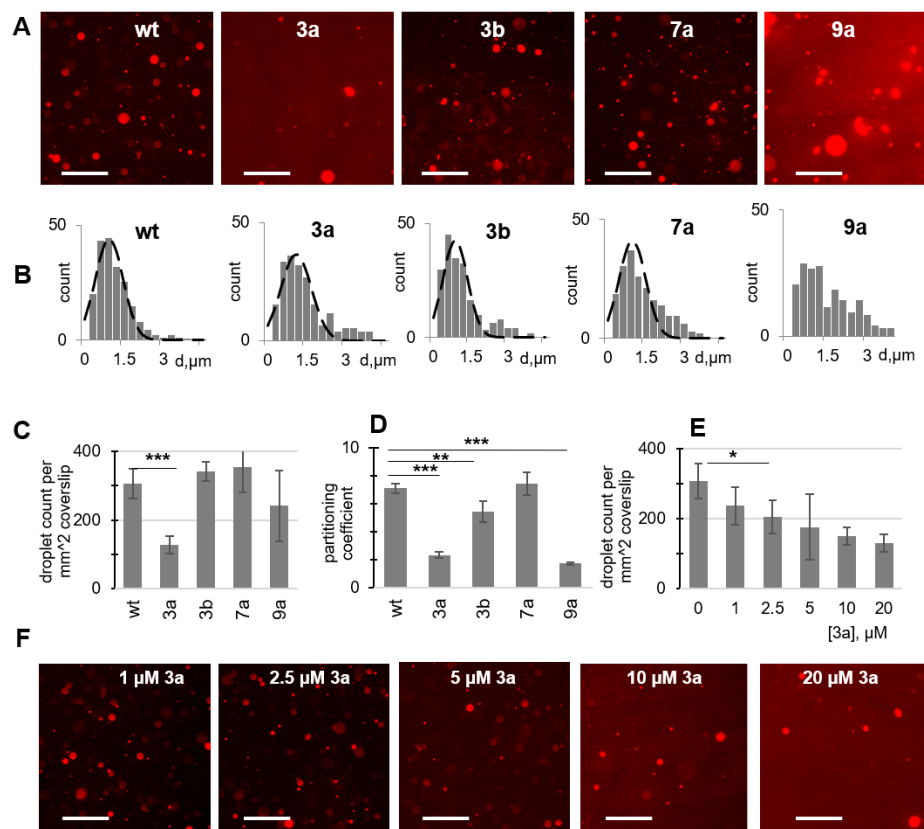 A
wt
3a
3b
7a
9a
B
count
50
0
wt
0 1.5 3 d,µm
count
50
0
3a
0 1.5 3 d,µm
count
50
0
3b
0 1.5 3 d,µm
count
50
0
7a
0 1.5 3 d,µm
count
50
0
9a
0 1.5 3 d,µm
C
droplet count per
mm^2 coverslip
400
200
0
***
wt
3a
3b
7a
9a
D
partitioning
coefficient
10
0
***
**
***
wt
3a
3b
7a
9a
E
droplet count per
mm^2 coverslip
400
200
0
*
0 1 2.5 5 10 20
[3a], µM
F
1 µM 3a
2.5 µM 3a
5 µM 3a
10 µM 3a
20 µM 3a